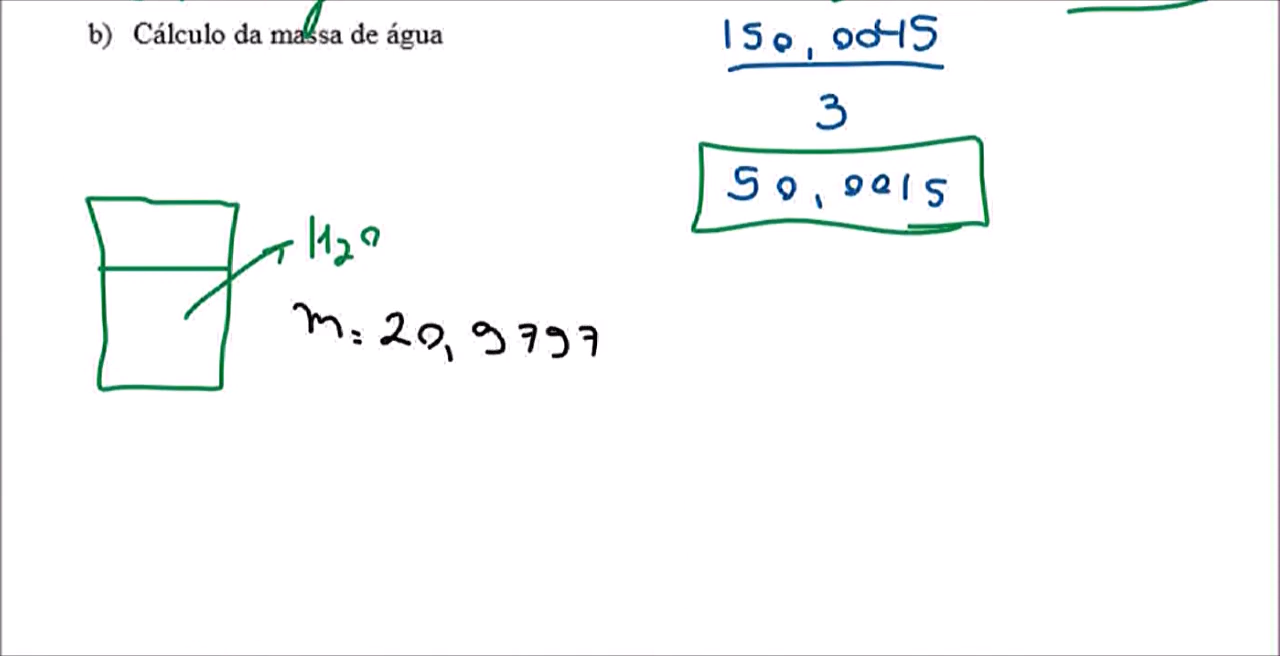 b) Cálculo da massa de água
150,0045
3
50,0015
H2O
m: 20,9797